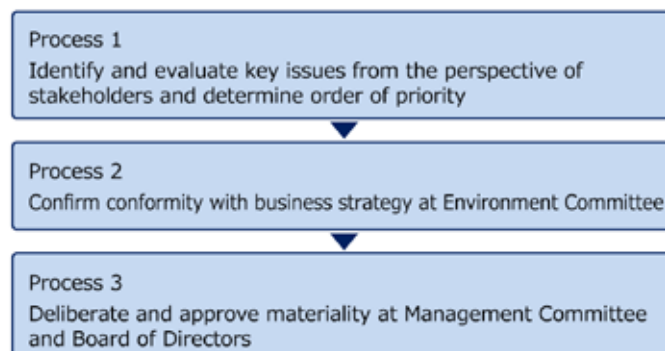 Process 1
Identify and evaluate key issues from the perspective of
stakeholders and determine order of priority
Process 2
Confirm conformity with business strategy at Environment Committee
Process 3
Deliberate and approve materiality at Management Committee
and Board of Directors